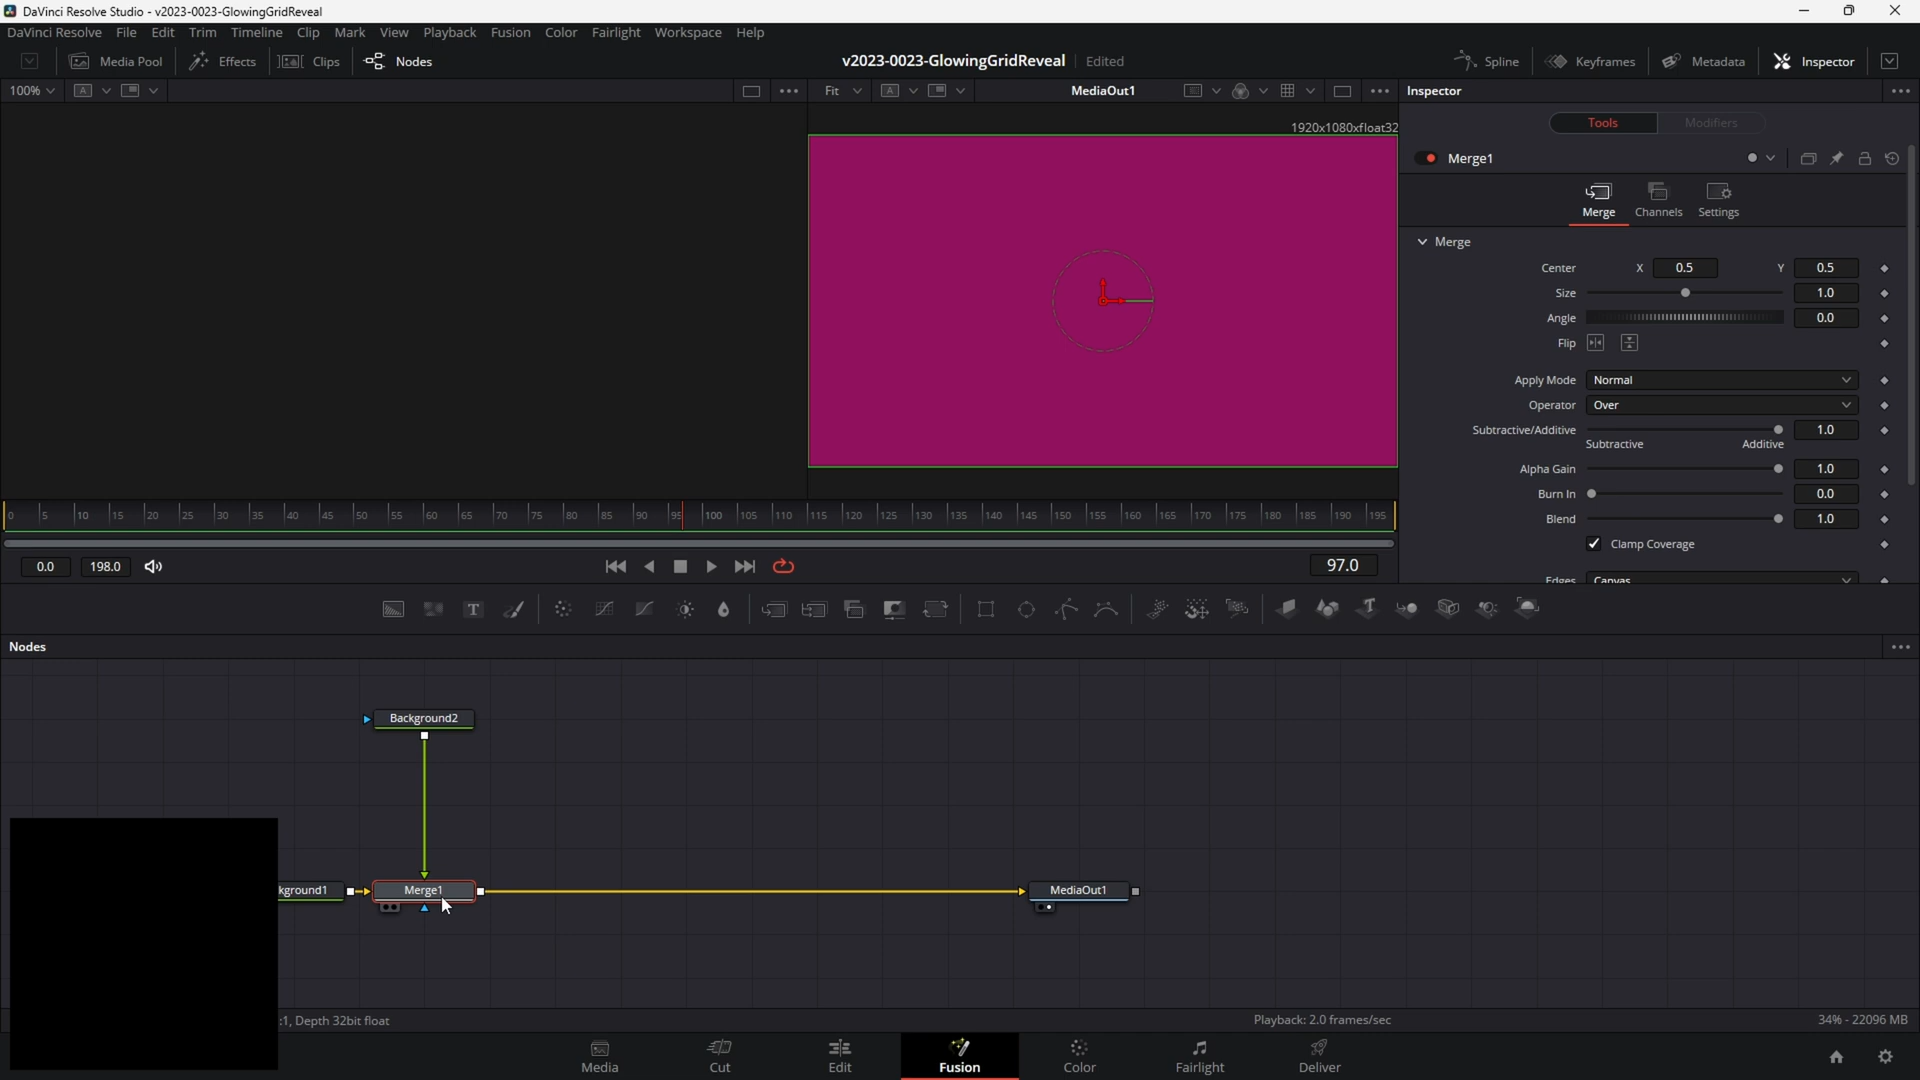 DaVinci Resolve Studio - v2023-0023-GlowingGridReveal
DaVinci Resolve File Edit Trim Timeline Clip Mark View Playback Fusion Color Fairlight Workspace Help
Media Pool Effects Clips Nodes v2023-0023-GlowingGridReveal Edited Spline Keyframes Metadata Inspector
100% A Fit A MediaOut1 Inspector
1920x1080xfloat32
Tools Modifiers
Merge1
Merge Channels Settings
Merge
Center X 0.5 Y 0.5
Size 1.0
Angle 0.0
Flip
Apply Mode Normal
Operator Over
Subtractive/Additive 1.0
Subtractive Additive
Alpha Gain 1.0
Burn In 0.0
Blend 1.0
Clamp Coverage
Edges Canvas
0 5 10 15 20 25 30 35 40 45 50 55 60 65 70 75 80 85 90 95 100 105 110 115 120 125 130 135 140 145 150 155 160 165 170 175 180 185 190 195
0.0 198.0 97.0
T T
Nodes
Background2
kground1 Merge1 MediaOut1
:1, Depth 32bit float Playback: 2.0 frames/sec 34% - 22096 MB
Media Cut Edit Fusion Color Fairlight Deliver